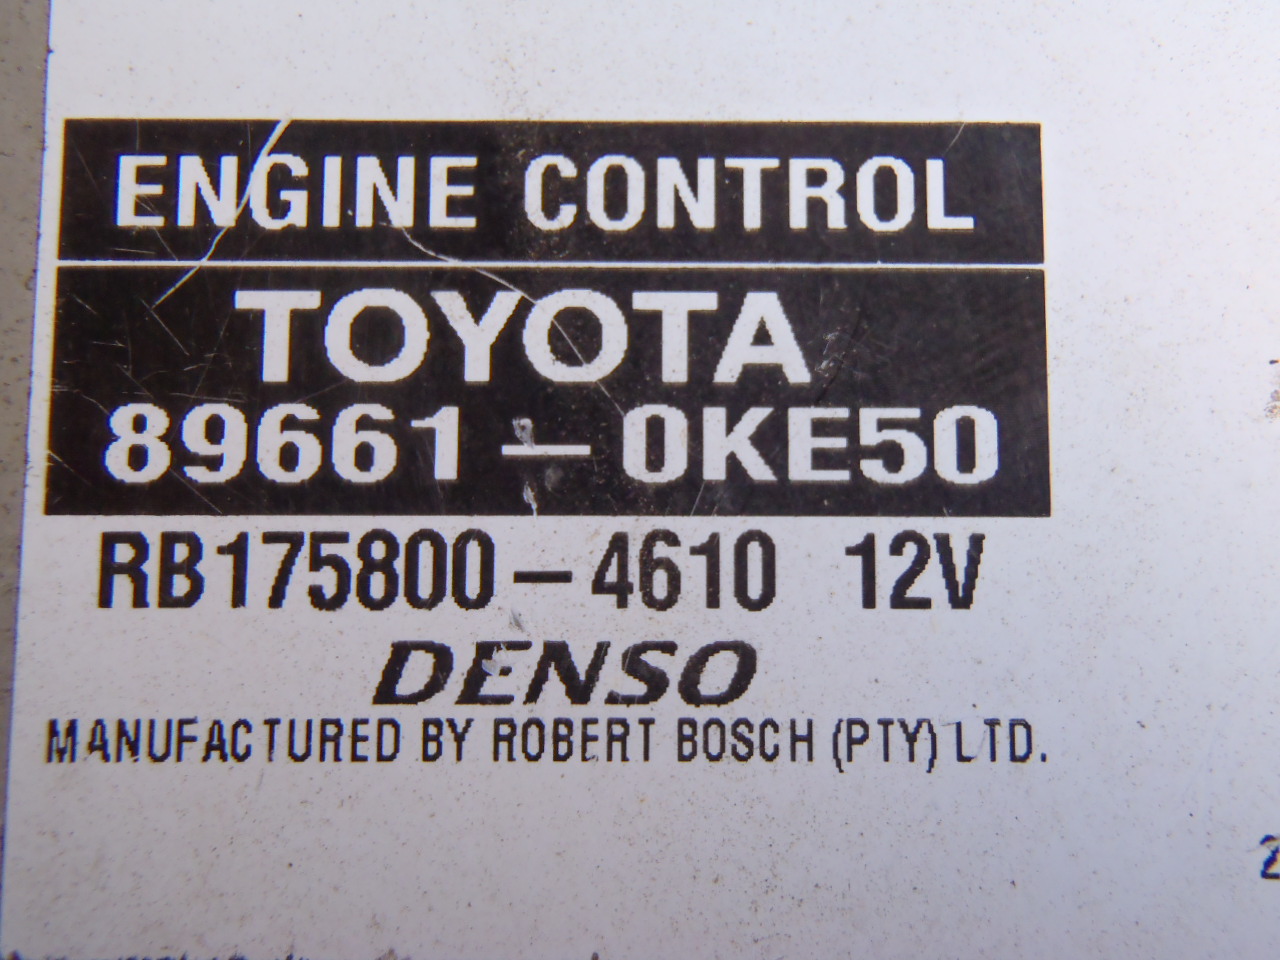 ENGINE CONTROL
TOYOTA
89661-0KE50
RB175800-4610 12V
DENSO
MANUFACTURED BY ROBERT BOSCH (PTY) LTD.